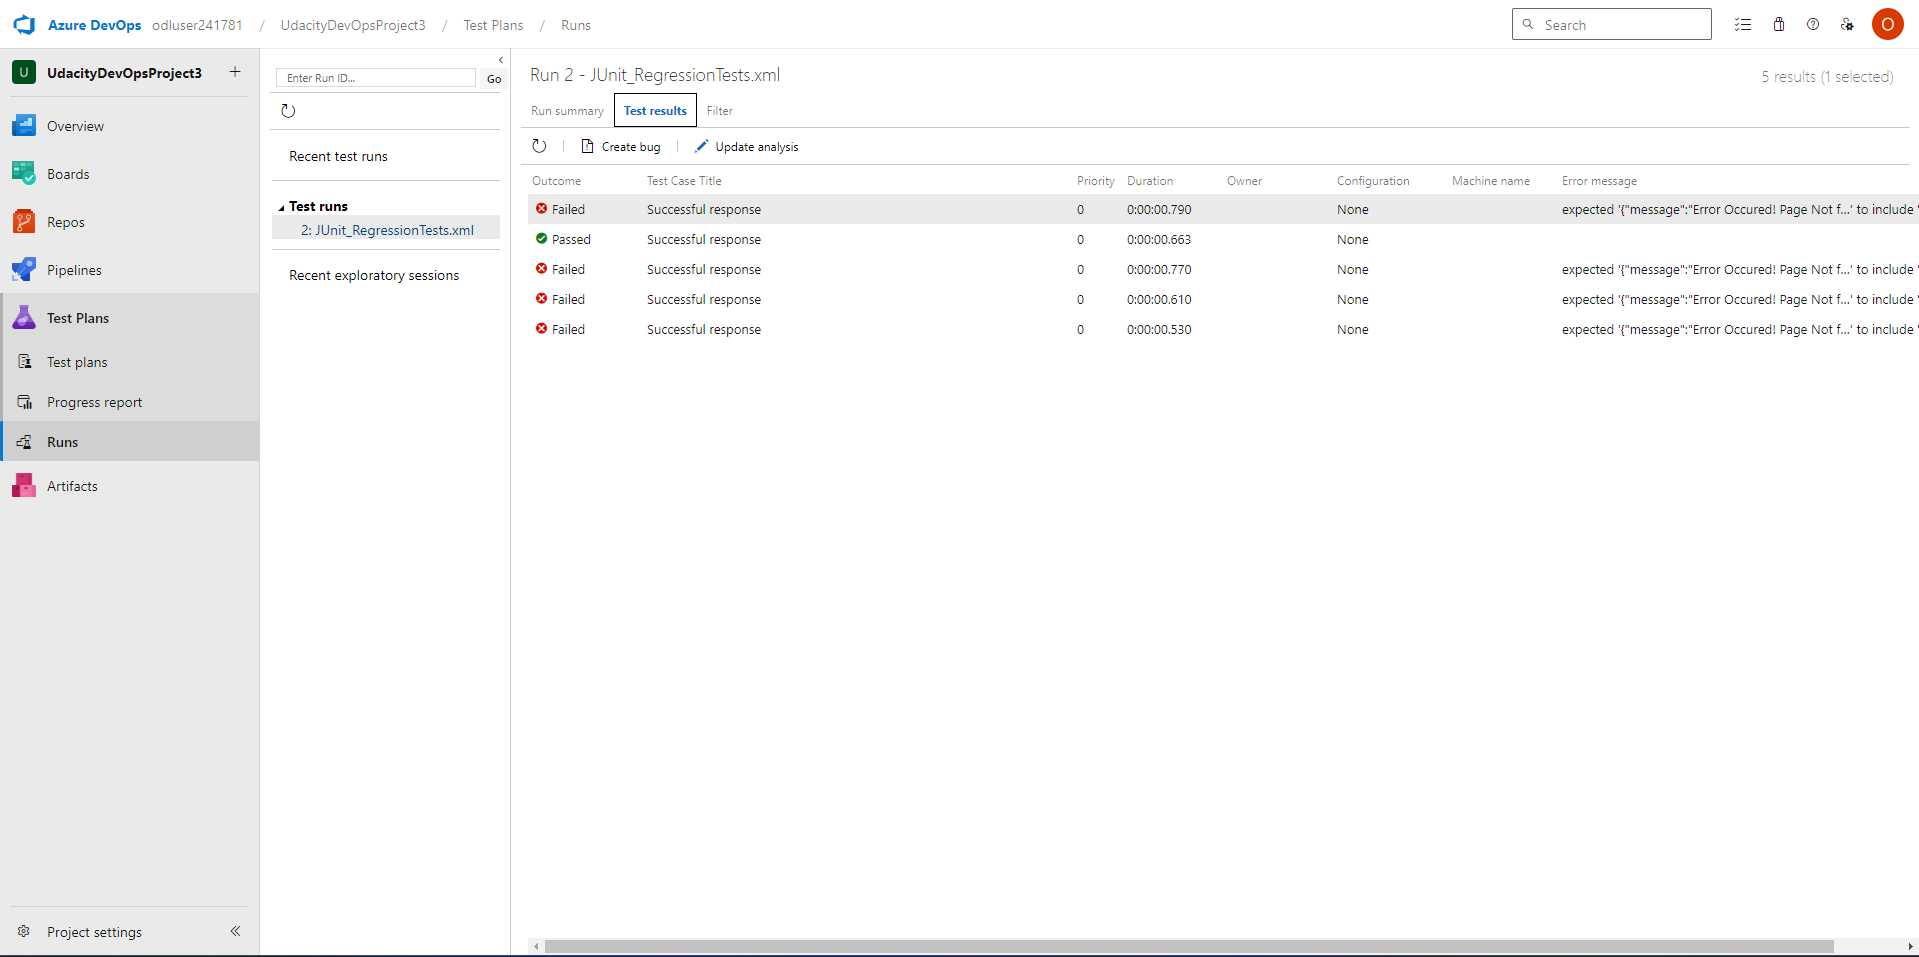 Azure DevOps odluser241781 / UdacityDevOpsProject3 / Test Plans / Runs
Search
O
U UdacityDevOpsProject3 +
Overview
Boards
Repos
Pipelines
Test Plans
Test plans
Progress report
Runs
Artifacts
Project settings
Enter Run ID... Go
Recent test runs
Test runs
2: JUnit_RegressionTests.xml
Recent exploratory sessions
Run 2 - JUnit_RegressionTests.xml
5 results (1 selected)
Run summary Test results Filter
Create bug Update analysis
Outcome Test Case Title Priority Duration Owner Configuration Machine name Error message
Failed Successful response 0 0:00:00.790 None expected '{"message":"Error Occured! Page Not f...' to include '
Passed Successful response 0 0:00:00.663 None
Failed Successful response 0 0:00:00.770 None expected '{"message":"Error Occured! Page Not f...' to include '
Failed Successful response 0 0:00:00.610 None expected '{"message":"Error Occured! Page Not f...' to include '
Failed Successful response 0 0:00:00.530 None expected '{"message":"Error Occured! Page Not f...' to include '